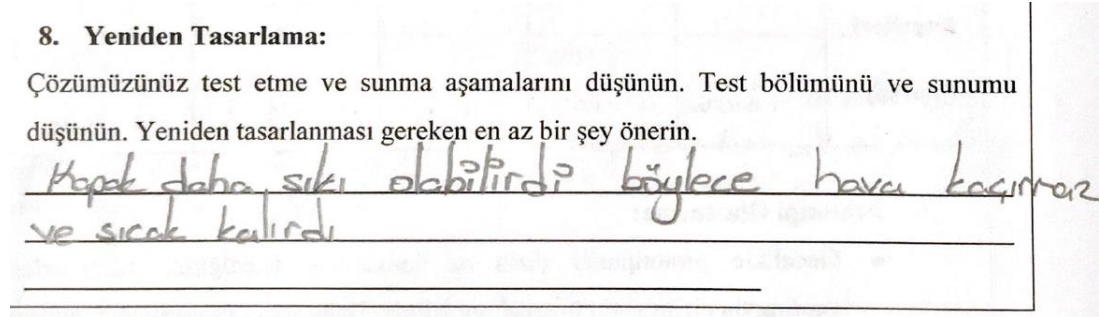 8. Yeniden Tasarlama:
Çözümüzünüz test etme ve sunma aşamalarını düşünün. Test bölümünü ve sunumu
düşünün. Yeniden tasarlanması gereken en az bir şey önerin.
Kapak daha sıkı olabilirdi böylece hava kaçırmaz
ve sıcak kalırdı